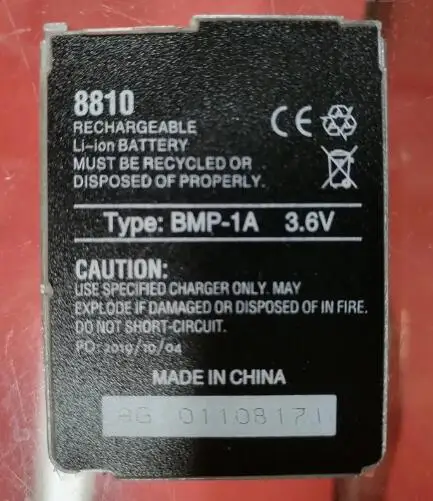 8810
RECHARGEABLE
Li-ion BATTERY
MUST BE RECYCLED OR
DISPOSED OF PROPERLY.
CE
Type: BMP-1A 3.6V
CAUTION:
USE SPECIFIED CHARGER ONLY. MAY
EXPLODE IF DAMAGED OR DISPOSED OF IN FIRE.
DO NOT SHORT-CIRCUIT.
PD: 2019/10/04
MADE IN CHINA
AG 01108171